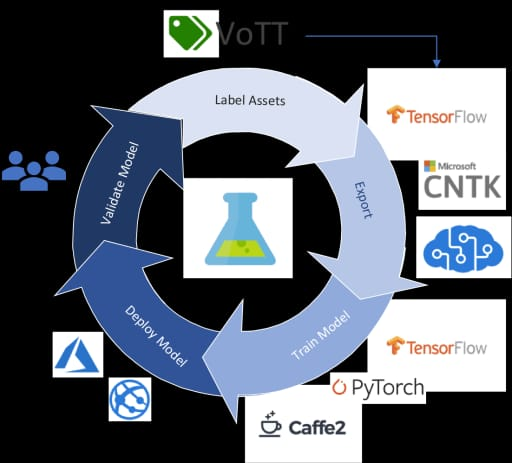 VoTT
Label Assets
TensorFlow
Microsoft
CNTK
Export
Validate Model
Train Model
TensorFlow
Deploy Model
PyTorch
Caffe2